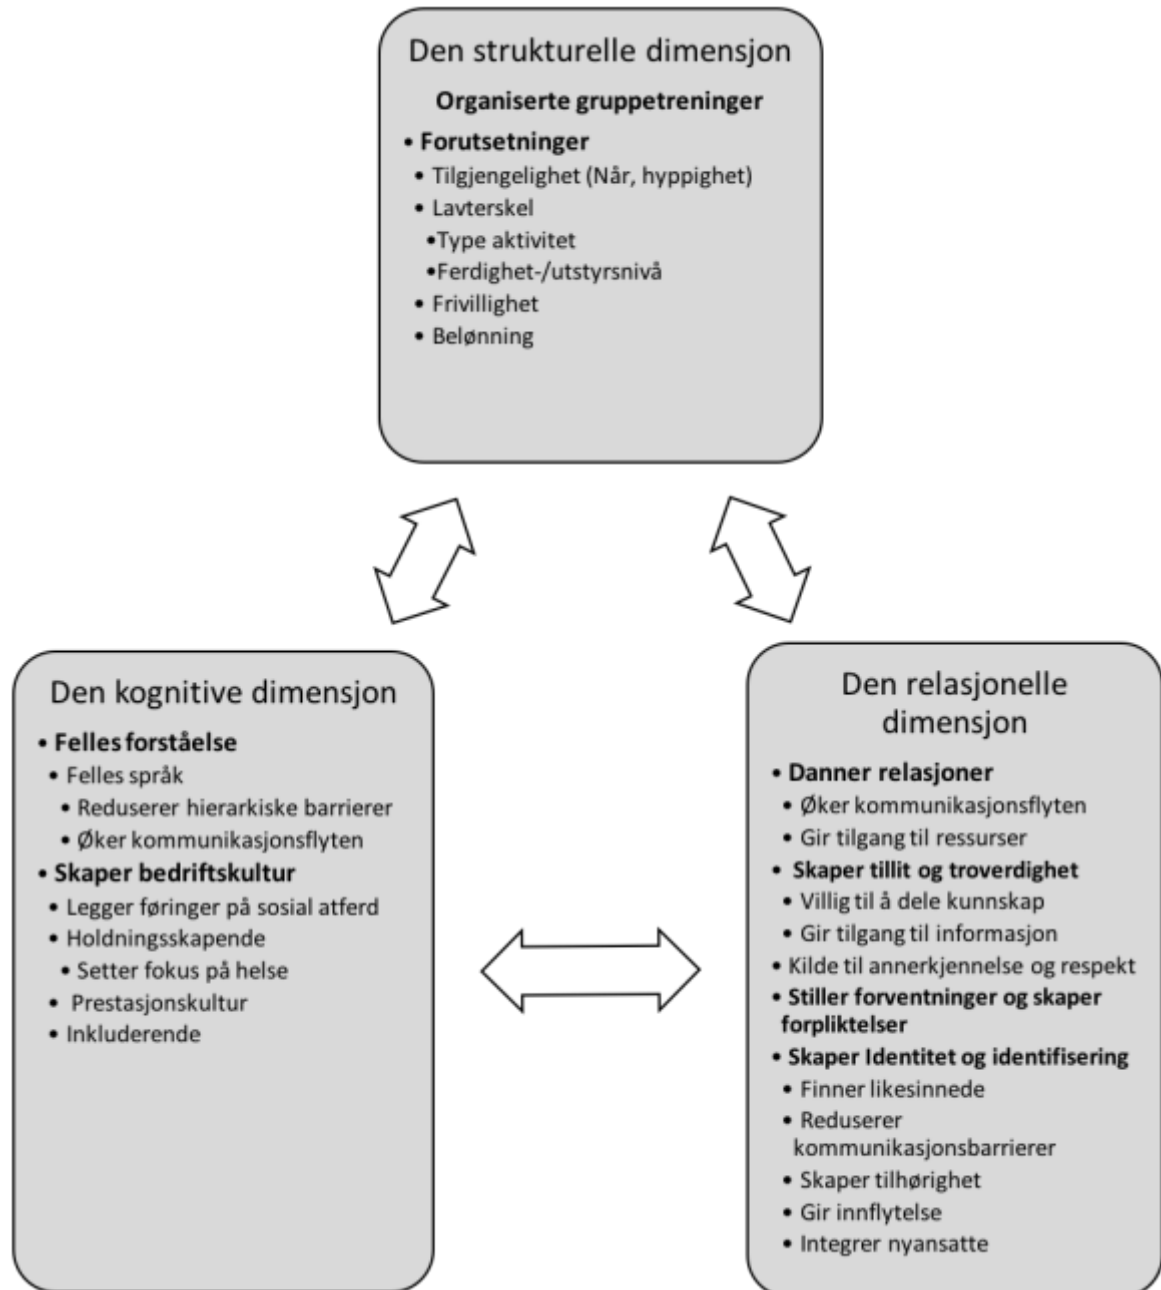 Den strukturelle dimensjon
Organiserte gruppetreninger
• Forutsetninger
• Tilgjengelighet (Når, hyppighet)
• Lavterskel
•Type aktivitet
•Ferdighet-/utstyrsnivå
• Frivillighet
• Belønning
Den kognitive dimensjon
• Felles forståelse
• Felles språk
• Reduserer hierarkiske barrierer
• Øker kommunikasjonsflyten
• Skaper bedriftskultur
• Legger føringer på sosial atferd
• Holdningsskapende
• Setter fokus på helse
• Prestasjonskultur
• Inkluderende
Den relasjonelle
dimensjon
• Danner relasjoner
• Øker kommunikasjonsflyten
• Gir tilgang til ressurser
• Skaper tillit og troverdighet
• Villig til å dele kunnskap
• Gir tilgang til informasjon
• Kilde til annerkjennelse og respekt
• Stiller forventninger og skaper
forpliktelser
• Skaper Identitet og identifisering
• Finner likesinnede
• Reduserer
kommunikasjonsbarrierer
• Skaper tilhørighet
• Gir innflytelse
• Integrer nyansatte